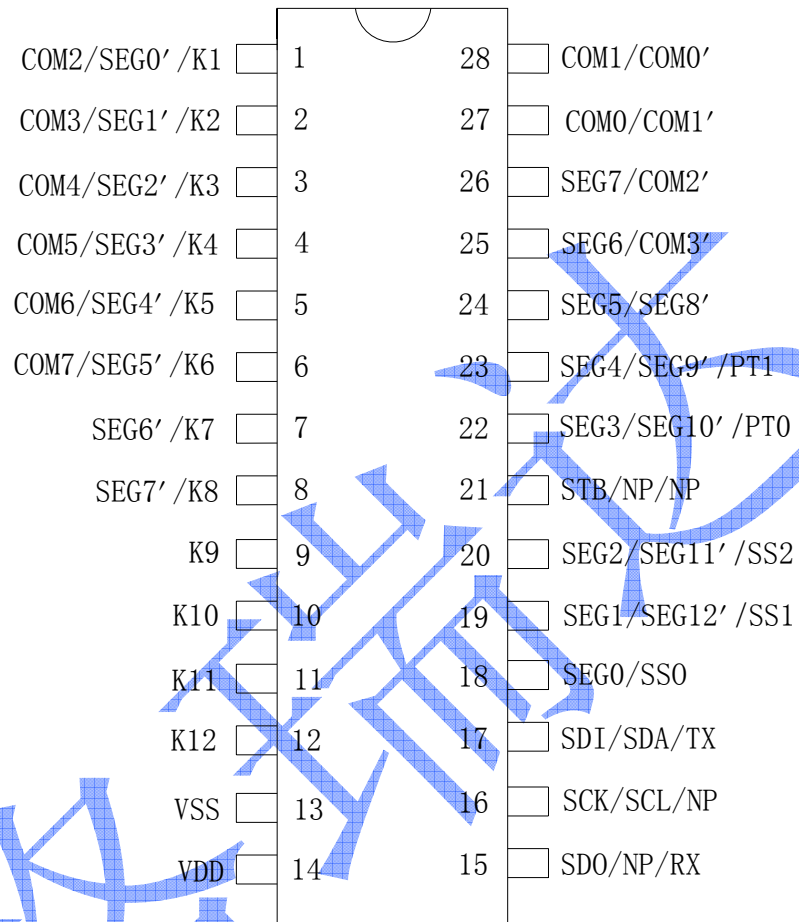 COM2/SEG0′/K1 1 28 COM1/COM0′
COM3/SEG1′/K2 2 27 COM0/COM1′
COM4/SEG2′/K3 3 26 SEG7/COM2′
COM5/SEG3′/K4 4 25 SEG6/COM3′
COM6/SEG4′/K5 5 24 SEG5/SEG8′
COM7/SEG5′/K6 6 23 SEG4/SEG9′/PT1
SEG6′/K7 7 22 SEG3/SEG10′/PT0
SEG7′/K8 8 21 STB/NP/NP
K9 9 20 SEG2/SEG11′/SS2
K10 10 19 SEG1/SEG12′/SS1
K11 11 18 SEG0/SS0
K12 12 17 SDI/SDA/TX
VSS 13 16 SCK/SCL/NP
VDD 14 15 SDO/NP/RX